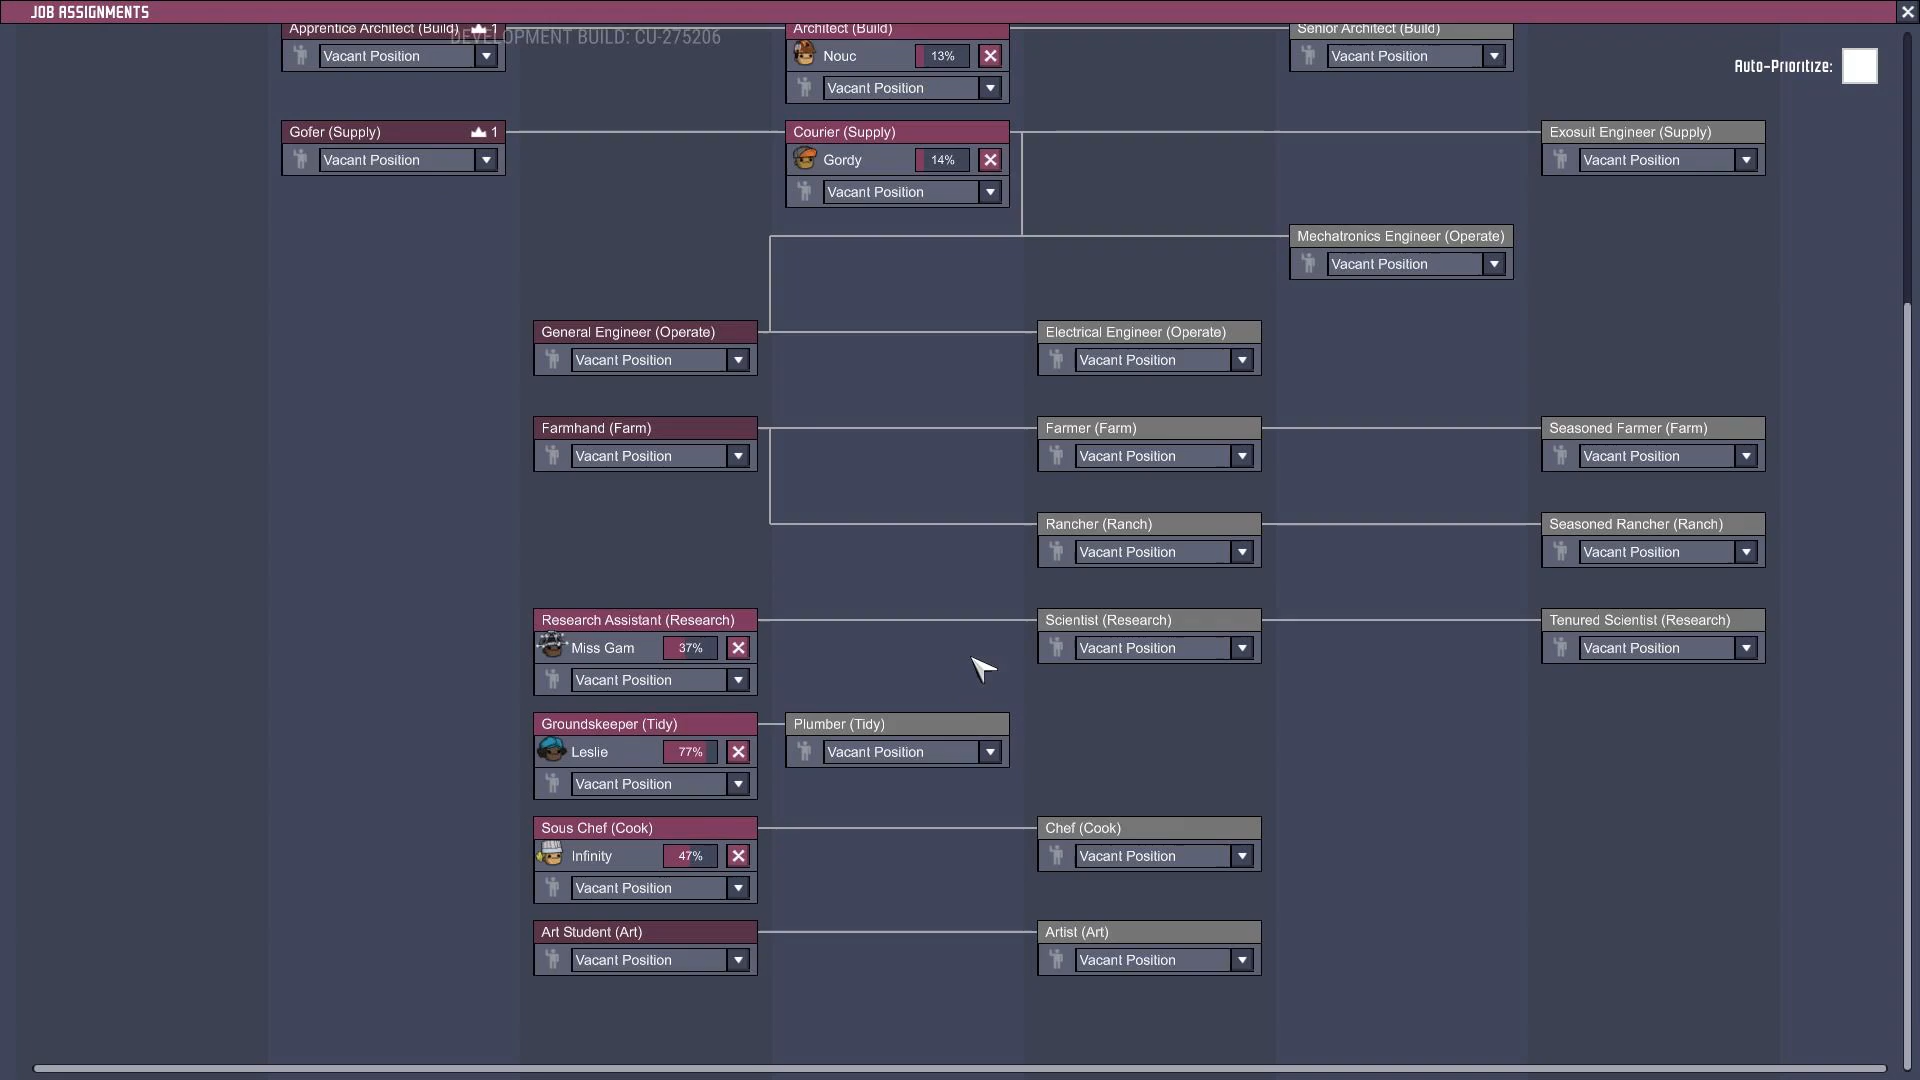 JOB ASSIGNMENTS
Apprentice Architect (Build) 1
Architect (Build)
Senior Architect (Build)
DEVELOPMENT BUILD: CU-275206
Vacant Position
Nouc 13%
Vacant Position
Auto-Prioritize:
Vacant Position
Gofer (Supply) 1
Courier (Supply)
Exosuit Engineer (Supply)
Vacant Position
Gordy 14%
Vacant Position
Vacant Position
Mechatronics Engineer (Operate)
Vacant Position
General Engineer (Operate)
Electrical Engineer (Operate)
Vacant Position
Vacant Position
Farmhand (Farm)
Farmer (Farm)
Seasoned Farmer (Farm)
Vacant Position
Vacant Position
Vacant Position
Rancher (Ranch)
Seasoned Rancher (Ranch)
Vacant Position
Vacant Position
Research Assistant (Research)
Scientist (Research)
Tenured Scientist (Research)
Miss Gam 37%
Vacant Position
Vacant Position
Vacant Position
Groundskeeper (Tidy)
Plumber (Tidy)
Leslie 77%
Vacant Position
Vacant Position
Sous Chef (Cook)
Chef (Cook)
Infinity 47%
Vacant Position
Vacant Position
Art Student (Art)
Artist (Art)
Vacant Position
Vacant Position